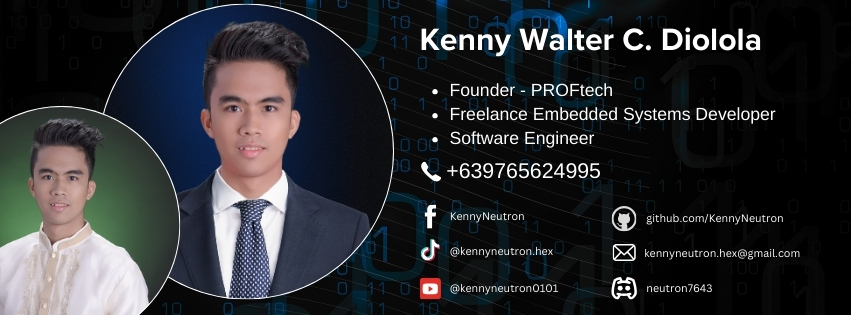 Kenny Walter C. Diolola
• Founder - PROFtech
• Freelance Embedded Systems Developer
• Software Engineer
+639765624995
KennyNeutron
github.com/KennyNeutron
@kennyneutron.hex
kennyneutron.hex@gmail.com
@kennyneutron0101
neutron7643